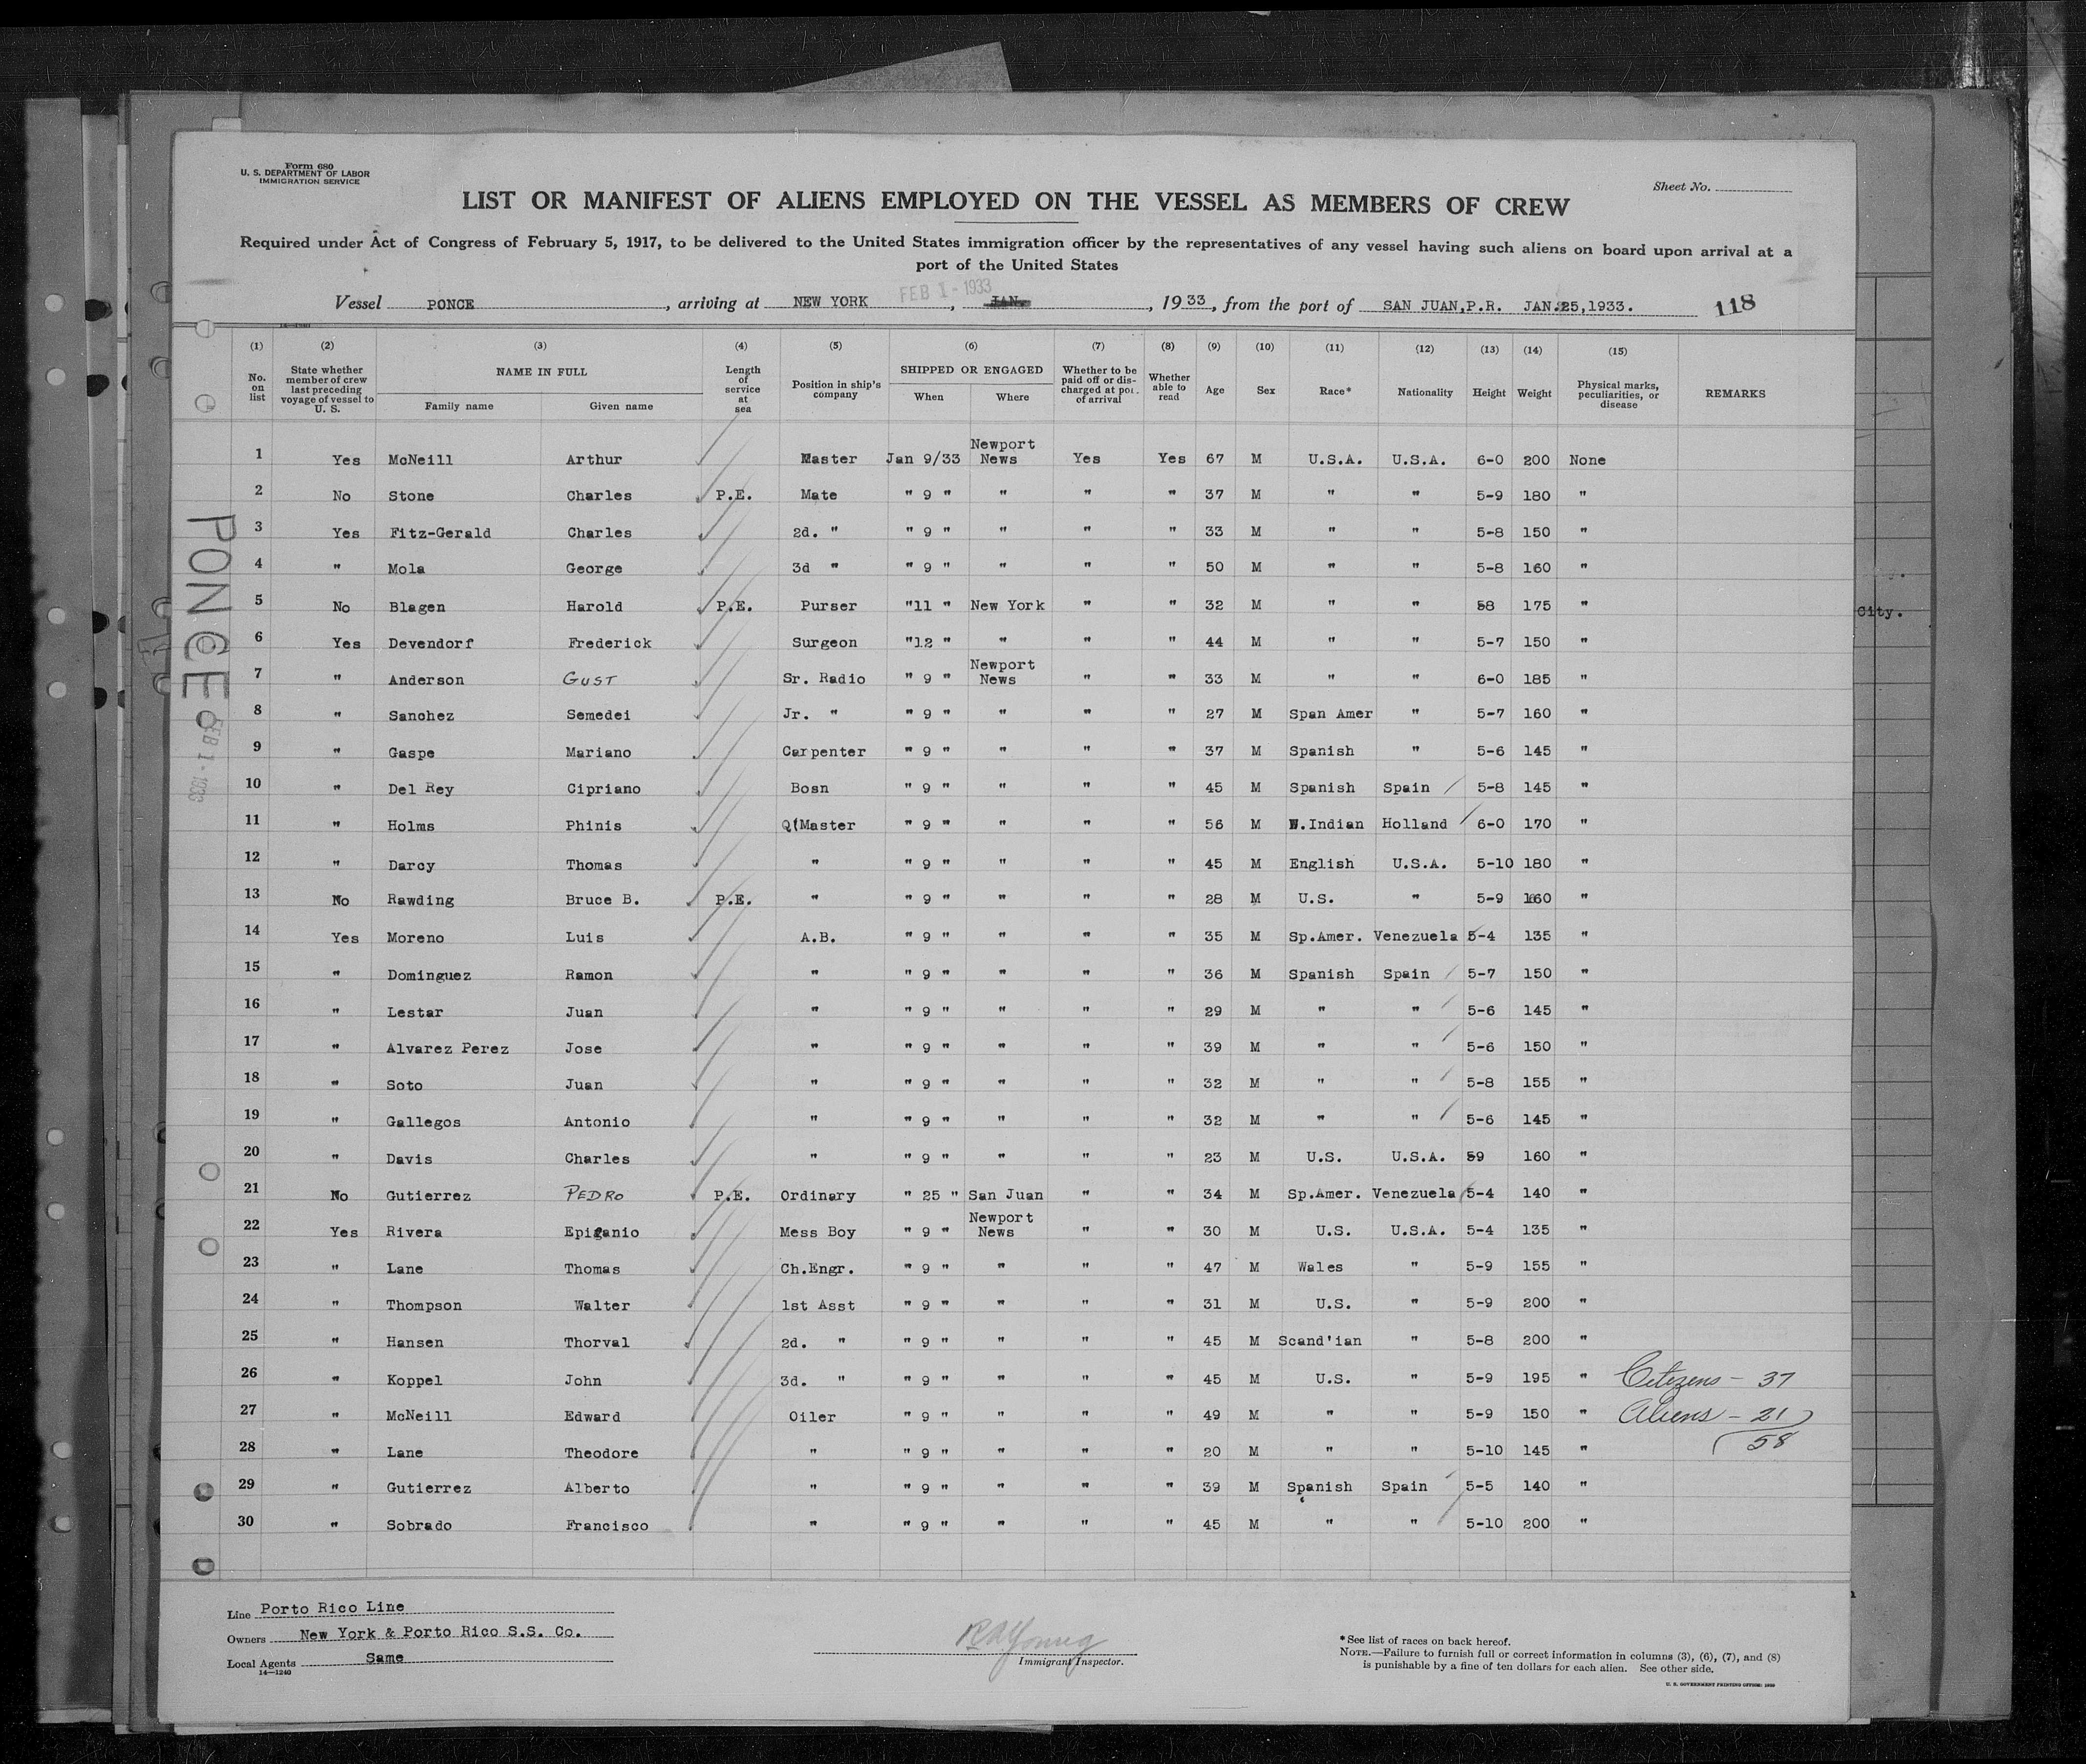 Form 680
U. S. DEPARTMENT OF LABOR
IMMIGRATION SERVICE
Sheet No.
LIST OR MANIFEST OF ALIENS EMPLOYED ON THE VESSEL AS MEMBERS OF CREW
Required under Act of Congress of February 5, 1917, to be delivered to the United States immigration officer by the representatives of any vessel having such aliens on board upon arrival at a
port of the United States
FEB 1 - 1933
Vessel PONCE, arriving at NEW YORK, JAN., 1933, from the port of SAN JUAN,P.R. JAN.25,1933. 118
(1) (2) (3) (4) (5) (6) (7) (8) (9) (10) (11) (12) (13) (14) (15)
No. on list State whether member of crew last preceding voyage of vessel to U. S. NAME IN FULL Family name Given name Length of service at sea Position in ship's company SHIPPED OR ENGAGED When Where Whether to be paid off or discharged at port of arrival Whether able to read Age Sex Race* Nationality Height Weight Physical marks, peculiarities, or disease REMARKS
1 Yes McNeill Arthur Master Jan 9/33 Newport News Yes Yes 67 M U.S.A. U.S.A. 6-0 200 None
2 No Stone Charles P.E. Mate " 9 " " " " 37 M " " 5-9 180 "
3 Yes Fitz-Gerald Charles 2d. " " 9 " " " " 33 M " " 5-8 150 "
4 " Mola George 3d " " 9 " " " " 50 M " " 5-8 160 "
5 No Blagen Harold P.E. Purser "11 " New York " " 32 M " " 58 175 "
6 Yes Devendorf Frederick Surgeon "12 " " " " 44 M " " 5-7 150 "
7 " Anderson GUST Sr. Radio " 9 " Newport News " " 33 M " " 6-0 185 "
8 " Sanchez Semedei Jr. " " 9 " " " " 27 M Span Amer " 5-7 160 "
9 " Gaspe Mariano Carpenter " 9 " " " " 37 M Spanish " 5-6 145 "
10 " Del Rey Cipriano Bosn " 9 " " " " 45 M Spanish Spain 5-8 145 "
11 " Holms Phinis Q(Master " 9 " " " " 56 M W.Indian Holland 6-0 170 "
12 " Darcy Thomas " " 9 " " " " 45 M English U.S.A. 5-10 180 "
13 No Rawding Bruce B. P.E. " " 9 " " " " 28 M U.S. " 5-9 160 "
14 Yes Moreno Luis A.B. " 9 " " " " 35 M Sp.Amer. Venezuela 5-4 135 "
15 " Dominguez Ramon " " 9 " " " " 36 M Spanish Spain 5-7 150 "
16 " Lestar Juan " " 9 " " " " 29 M " " 5-6 145 "
17 " Alvarez Perez Jose " " 9 " " " " 39 M " " 5-6 150 "
18 " Soto Juan " " 9 " " " " 32 M " " 5-8 155 "
19 " Gallegos Antonio " " 9 " " " " 32 M " " 5-6 145 "
20 " Davis Charles " " 9 " " " " 23 M U.S. U.S.A. 59 160 "
21 No Gutierrez PEDRO P.E. Ordinary " 25 " San Juan " " 34 M Sp.Amer. Venezuela 5-4 140 "
22 Yes Rivera Epiganio Mess Boy " 9 " Newport News " " 30 M U.S. U.S.A. 5-4 135 "
23 " Lane Thomas Ch.Engr. " 9 " " " " 47 M Wales " 5-9 155 "
24 " Thompson Walter 1st Asst " 9 " " " " 31 M U.S. " 5-9 200 "
25 " Hansen Thorval 2d. " " 9 " " " " 45 M Scand'ian " 5-8 200 "
26 " Koppel John 3d. " " 9 " " " " 45 M U.S. " 5-9 195 " Citizens - 37
27 " McNeill Edward Oiler " 9 " " " " 49 M " " 5-9 150 " Aliens - 21
28 " Lane Theodore " " 9 " " " " 20 M " " 5-10 145 " 58
29 " Gutierrez Alberto " " 9 " " " " 39 M Spanish Spain 5-5 140 "
30 " Sobrado Francisco " " 9 " " " " 45 M " " 5-10 200 "
PONCE
FEB 1 - 1933
City.
Line Porto Rico Line
Owners New York & Porto Rico S.S. Co.
Local Agents Same
14—1240
RAYoung
Immigrant Inspector.
*See list of races on back hereof.
NOTE.—Failure to furnish full or correct information in columns (3), (6), (7), and (8)
is punishable by a fine of ten dollars for each alien. See other side.
U. S. GOVERNMENT PRINTING OFFICE: 1929